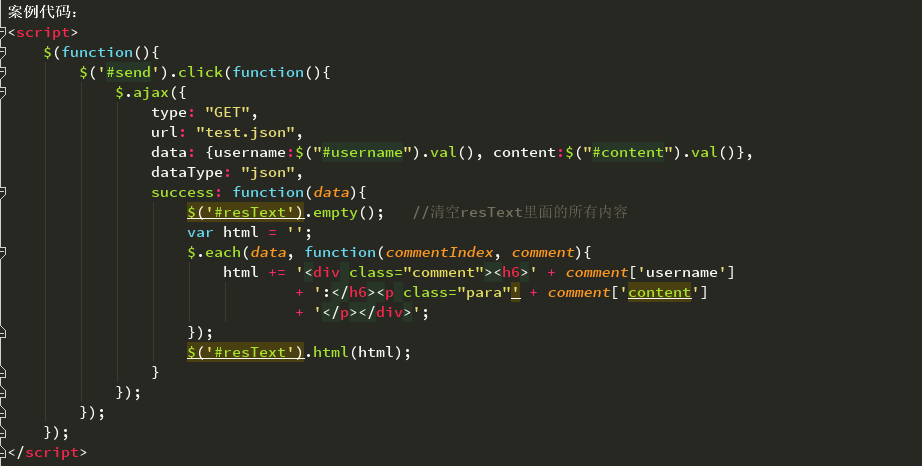 案例代码:
<script>
    $(function(){
        $('#send').click(function(){
            $.ajax({
                type: "GET",
                url: "test.json",
                data: {username:$("#username").val(), content:$("#content").val()},
                dataType: "json",
                success: function(data){
                    $('#resText').empty();   //清空resText里面的所有内容
                    var html = '';
                    $.each(data, function(commentIndex, comment){
                        html += '<div class="comment"><h6>' + comment['username']
                                + ':</h6><p class="para"' + comment['content']
                                + '</p></div>';
                    });
                    $('#resText').html(html);
                }
            });
        });
    });
</script>